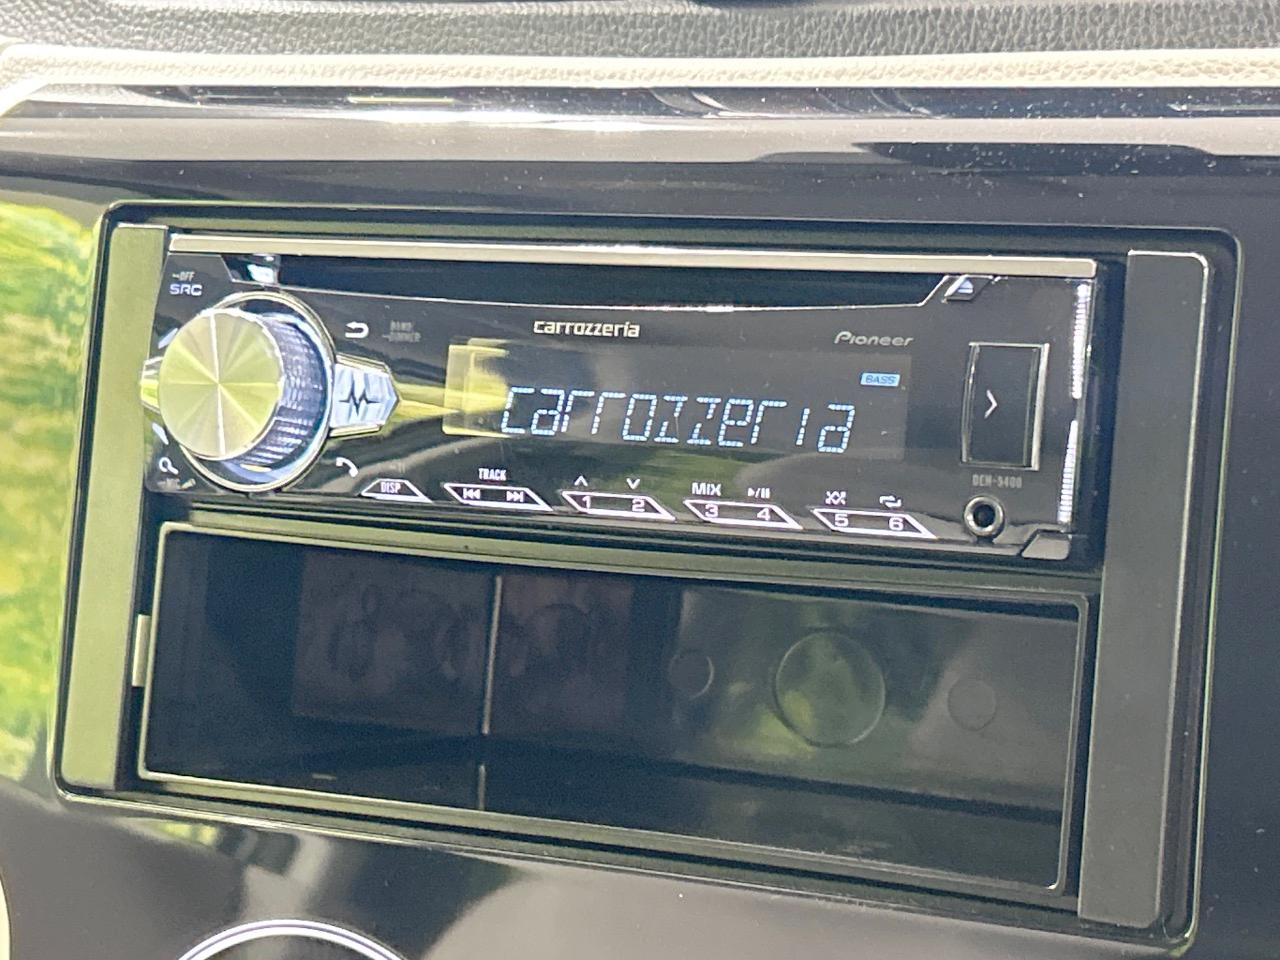 OFF
SRC
BAND
DIMMER
carrozzeria
Pioneer
BASS
carrozzeria
DEH-5400
MIC
DISP
TRACK
1 2
MIX
3 4
5 6